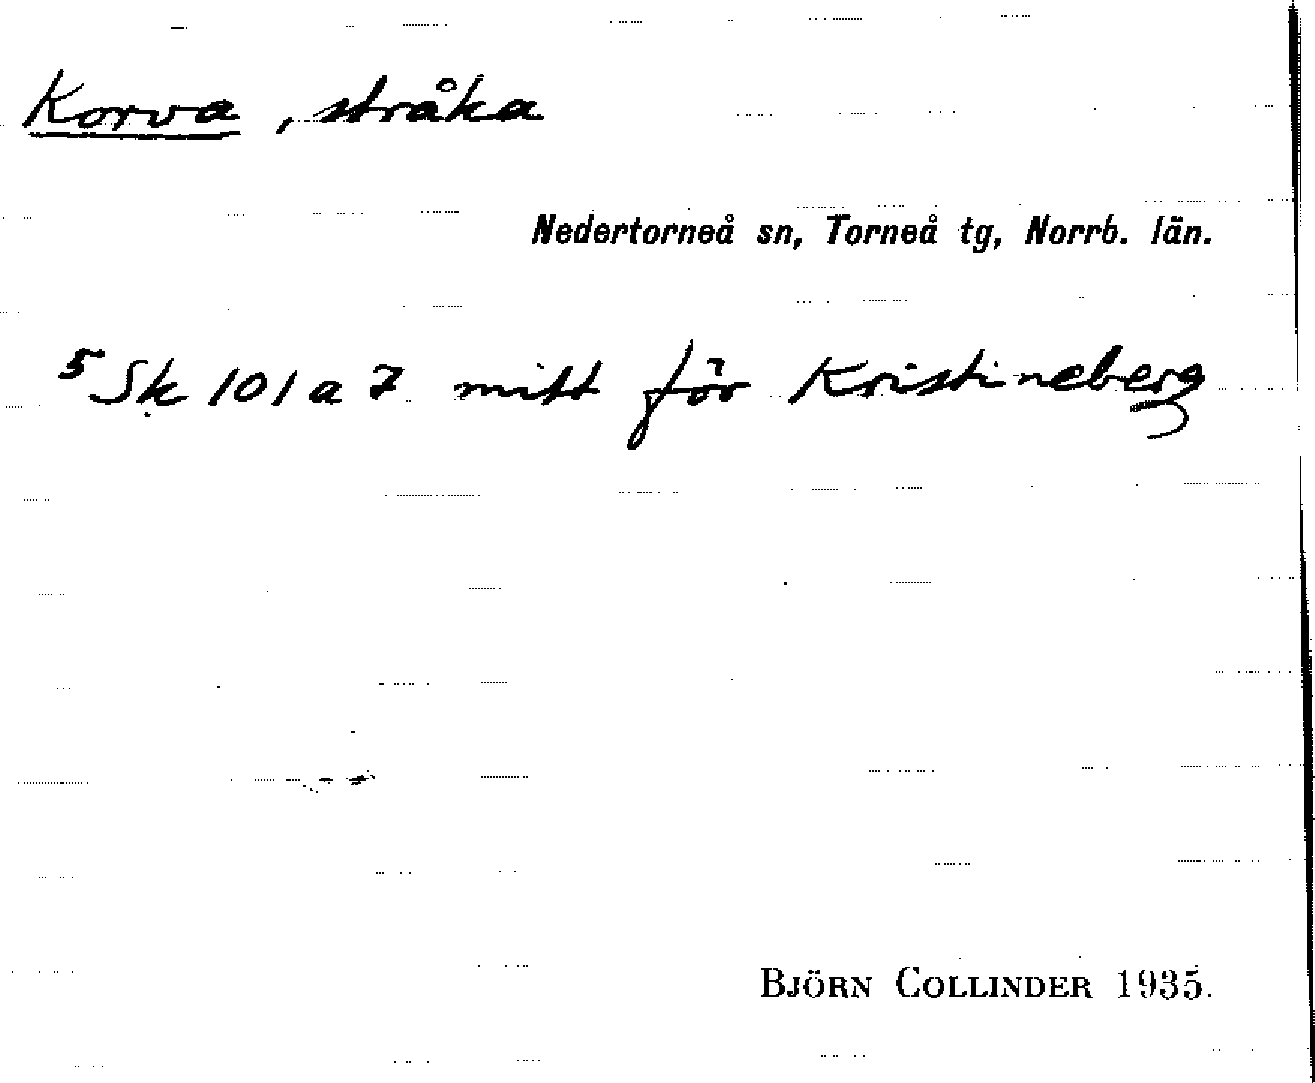 Korva, stråka
Nedertorneå sn, Torneå tg, Norrb. län.
5 Sk 101 a 7 mitt för Kristineberg
BJÖRN COLLINDER 1935.